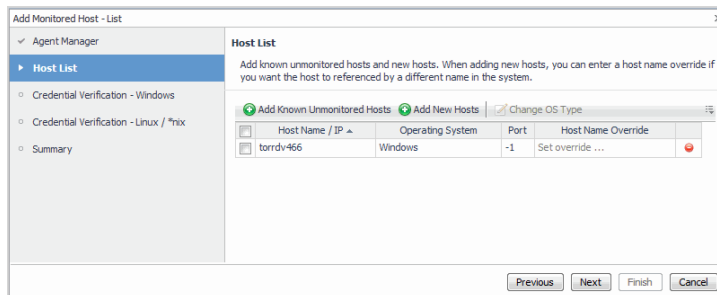 Add Monitored Host - List
Agent Manager
Host List
Credential Verification - Windows
Credential Verification - Linux / *nix
Summary
Host List
Add known unmonitored hosts and new hosts. When adding new hosts, you can enter a host name override if
you want the host to referenced by a different name in the system.
Add Known Unmonitored Hosts Add New Hosts Change OS Type
Host Name / IP Operating System Port Host Name Override
torrdv466 Windows -1 Set override ...
Previous Next Finish Cancel